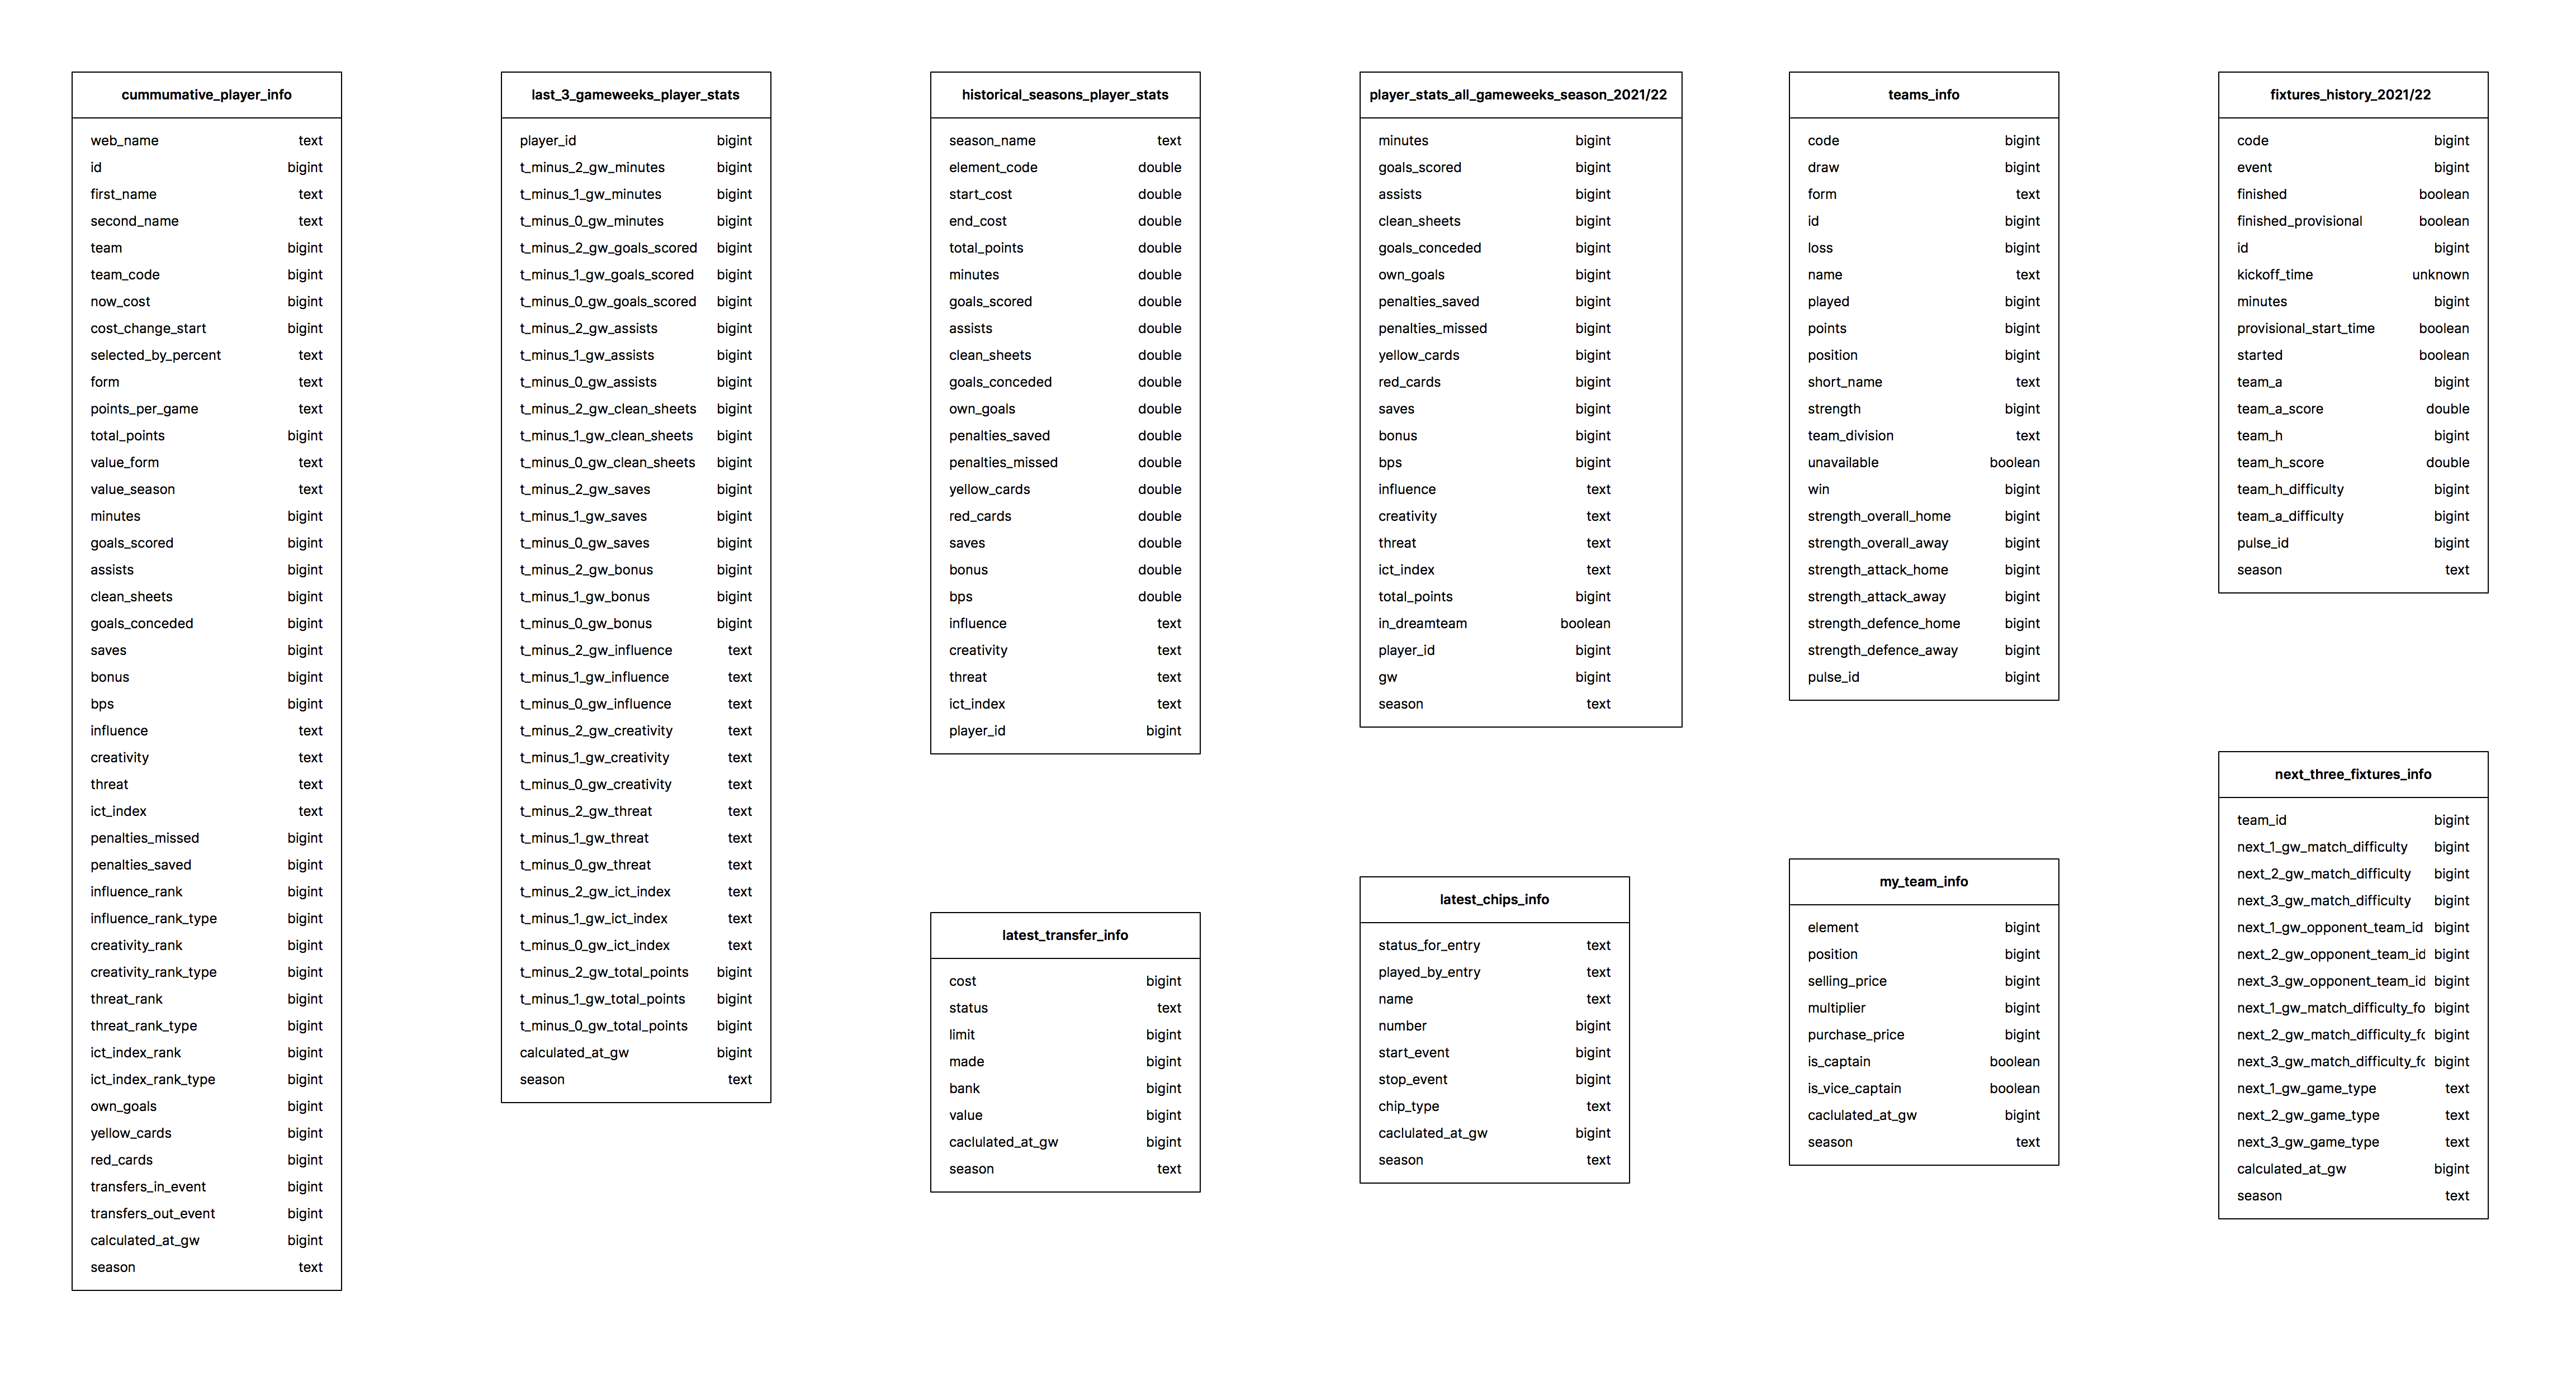 cummumative_player_info
web_name text
id bigint
first_name text
second_name text
team bigint
team_code bigint
now_cost bigint
cost_change_start bigint
selected_by_percent text
form text
points_per_game text
total_points bigint
value_form text
value_season text
minutes bigint
goals_scored bigint
assists bigint
clean_sheets bigint
goals_conceded bigint
saves bigint
bonus bigint
bps bigint
influence text
creativity text
threat text
ict_index text
penalties_missed bigint
penalties_saved bigint
influence_rank bigint
influence_rank_type bigint
creativity_rank bigint
creativity_rank_type bigint
threat_rank bigint
threat_rank_type bigint
ict_index_rank bigint
ict_index_rank_type bigint
own_goals bigint
yellow_cards bigint
red_cards bigint
transfers_in_event bigint
transfers_out_event bigint
calculated_at_gw bigint
season text
last_3_gameweeks_player_stats
player_id bigint
t_minus_2_gw_minutes bigint
t_minus_1_gw_minutes bigint
t_minus_0_gw_minutes bigint
t_minus_2_gw_goals_scored bigint
t_minus_1_gw_goals_scored bigint
t_minus_0_gw_goals_scored bigint
t_minus_2_gw_assists bigint
t_minus_1_gw_assists bigint
t_minus_0_gw_assists bigint
t_minus_2_gw_clean_sheets bigint
t_minus_1_gw_clean_sheets bigint
t_minus_0_gw_clean_sheets bigint
t_minus_2_gw_saves bigint
t_minus_1_gw_saves bigint
t_minus_0_gw_saves bigint
t_minus_2_gw_bonus bigint
t_minus_1_gw_bonus bigint
t_minus_0_gw_bonus bigint
t_minus_2_gw_influence text
t_minus_1_gw_influence text
t_minus_0_gw_influence text
t_minus_2_gw_creativity text
t_minus_1_gw_creativity text
t_minus_0_gw_creativity text
t_minus_2_gw_threat text
t_minus_1_gw_threat text
t_minus_0_gw_threat text
t_minus_2_gw_ict_index text
t_minus_1_gw_ict_index text
t_minus_0_gw_ict_index text
t_minus_2_gw_total_points bigint
t_minus_1_gw_total_points bigint
t_minus_0_gw_total_points bigint
calculated_at_gw bigint
season text
historical_seasons_player_stats
season_name text
element_code double
start_cost double
end_cost double
total_points double
minutes double
goals_scored double
assists double
clean_sheets double
goals_conceded double
own_goals double
penalties_saved double
penalties_missed double
yellow_cards double
red_cards double
saves double
bonus double
bps double
influence text
creativity text
threat text
ict_index text
player_id bigint
latest_transfer_info
cost bigint
status text
limit bigint
made bigint
bank bigint
value bigint
caclulated_at_gw bigint
season text
player_stats_all_gameweeks_season_2021/22
minutes bigint
goals_scored bigint
assists bigint
clean_sheets bigint
goals_conceded bigint
own_goals bigint
penalties_saved bigint
penalties_missed bigint
yellow_cards bigint
red_cards bigint
saves bigint
bonus bigint
bps bigint
influence text
creativity text
threat text
ict_index text
total_points bigint
in_dreamteam boolean
player_id bigint
gw bigint
season text
latest_chips_info
status_for_entry text
played_by_entry text
name text
number bigint
start_event bigint
stop_event bigint
chip_type text
caclulated_at_gw bigint
season text
teams_info
code bigint
draw bigint
form text
id bigint
loss bigint
name text
played bigint
points bigint
position bigint
short_name text
strength bigint
team_division text
unavailable boolean
win bigint
strength_overall_home bigint
strength_overall_away bigint
strength_attack_home bigint
strength_attack_away bigint
strength_defence_home bigint
strength_defence_away bigint
pulse_id bigint
my_team_info
element bigint
position bigint
selling_price bigint
multiplier bigint
purchase_price bigint
is_captain boolean
is_vice_captain boolean
caclulated_at_gw bigint
season text
fixtures_history_2021/22
code bigint
event bigint
finished boolean
finished_provisional boolean
id bigint
kickoff_time unknown
minutes bigint
provisional_start_time boolean
started boolean
team_a bigint
team_a_score double
team_h bigint
team_h_score double
team_h_difficulty bigint
team_a_difficulty bigint
pulse_id bigint
season text
next_three_fixtures_info
team_id bigint
next_1_gw_match_difficulty bigint
next_2_gw_match_difficulty bigint
next_3_gw_match_difficulty bigint
next_1_gw_opponent_team_id bigint
next_2_gw_opponent_team_id bigint
next_3_gw_opponent_team_id bigint
next_1_gw_match_difficulty_fo bigint
next_2_gw_match_difficulty_fo bigint
next_3_gw_match_difficulty_fo bigint
next_1_gw_game_type text
next_2_gw_game_type text
next_3_gw_game_type text
calculated_at_gw bigint
season text